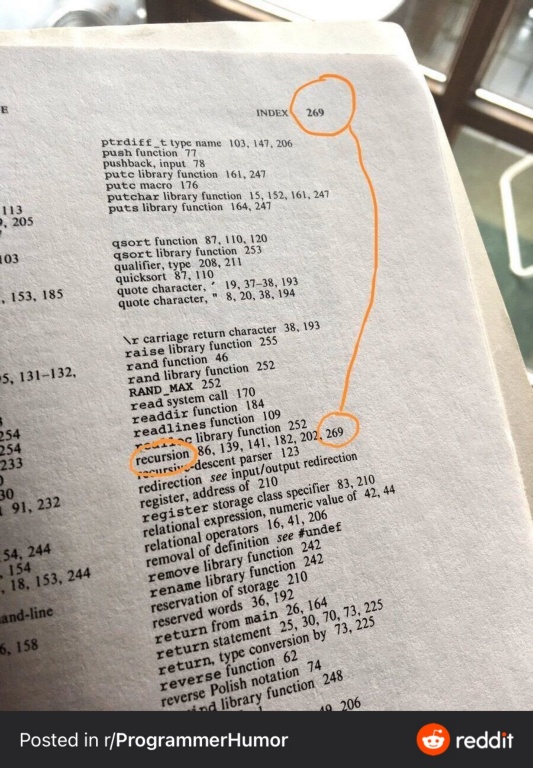 E
INDEX 269
113
, 205
103
, 153, 185
5, 131–132,
254
254
233
30
91, 232
54, 244
154
, 18, 153, 244
and-line
6, 158
ptrdiff_t type name 103, 147, 206
push function 77
pushback, input 78
putc library function 161, 247
putc macro 176
putchar library function 15, 152, 161, 247
puts library function 164, 247
qsort function 87, 110, 120
qsort library function 253
qualifier, type 208, 211
quicksort 87, 110
quote character, ' 19, 37–38, 193
quote character, " 8, 20, 38, 194
\r carriage return character 38, 193
raise library function 255
rand function 46
rand library function 252
RAND_MAX 252
read system call 170
readdir function 184
readlines function 109
realloc library function 252
recursion 86, 139, 141, 182, 202, 269
recursive-descent parser 123
redirection see input/output redirection
register, address of 210
register storage class specifier 83, 210
relational expression, numeric value of 42, 44
relational operators 16, 41, 206
removal of definition see #undef
remove library function 242
rename library function 242
reservation of storage 210
reserved words 36, 192
return from main 26, 164
return statement 25, 30, 70, 73, 225
return, type conversion by 73, 225
reverse function 62
reverse Polish notation 74
library function 248
49, 206
Posted in r/ProgrammerHumor
reddit